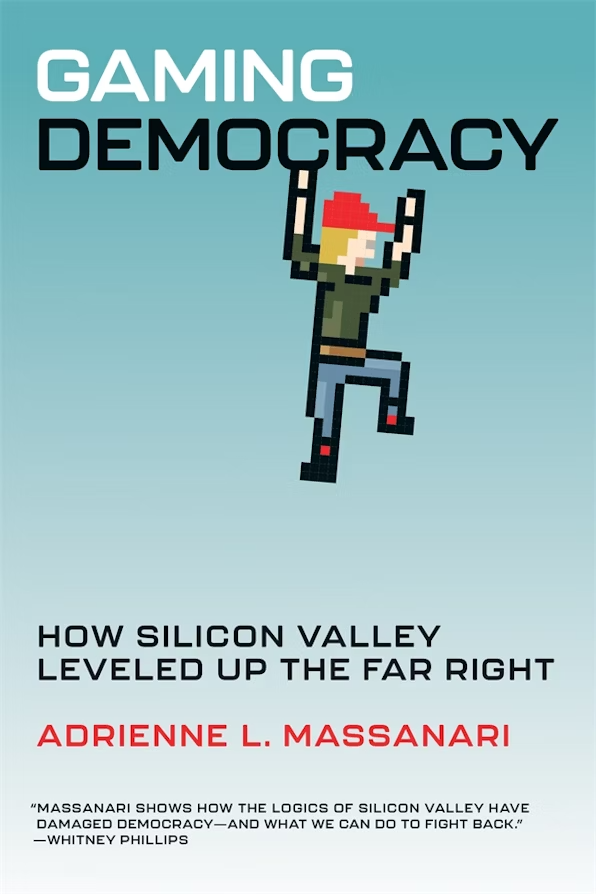 GAMING
DEMOCRACY
HOW SILICON VALLEY
LEVELED UP THE FAR RIGHT
ADRIENNE L. MASSANARI
“MASSANARI SHOWS HOW THE LOGICS OF SILICON VALLEY HAVE
DAMAGED DEMOCRACY—AND WHAT WE CAN DO TO FIGHT BACK.”
—WHITNEY PHILLIPS